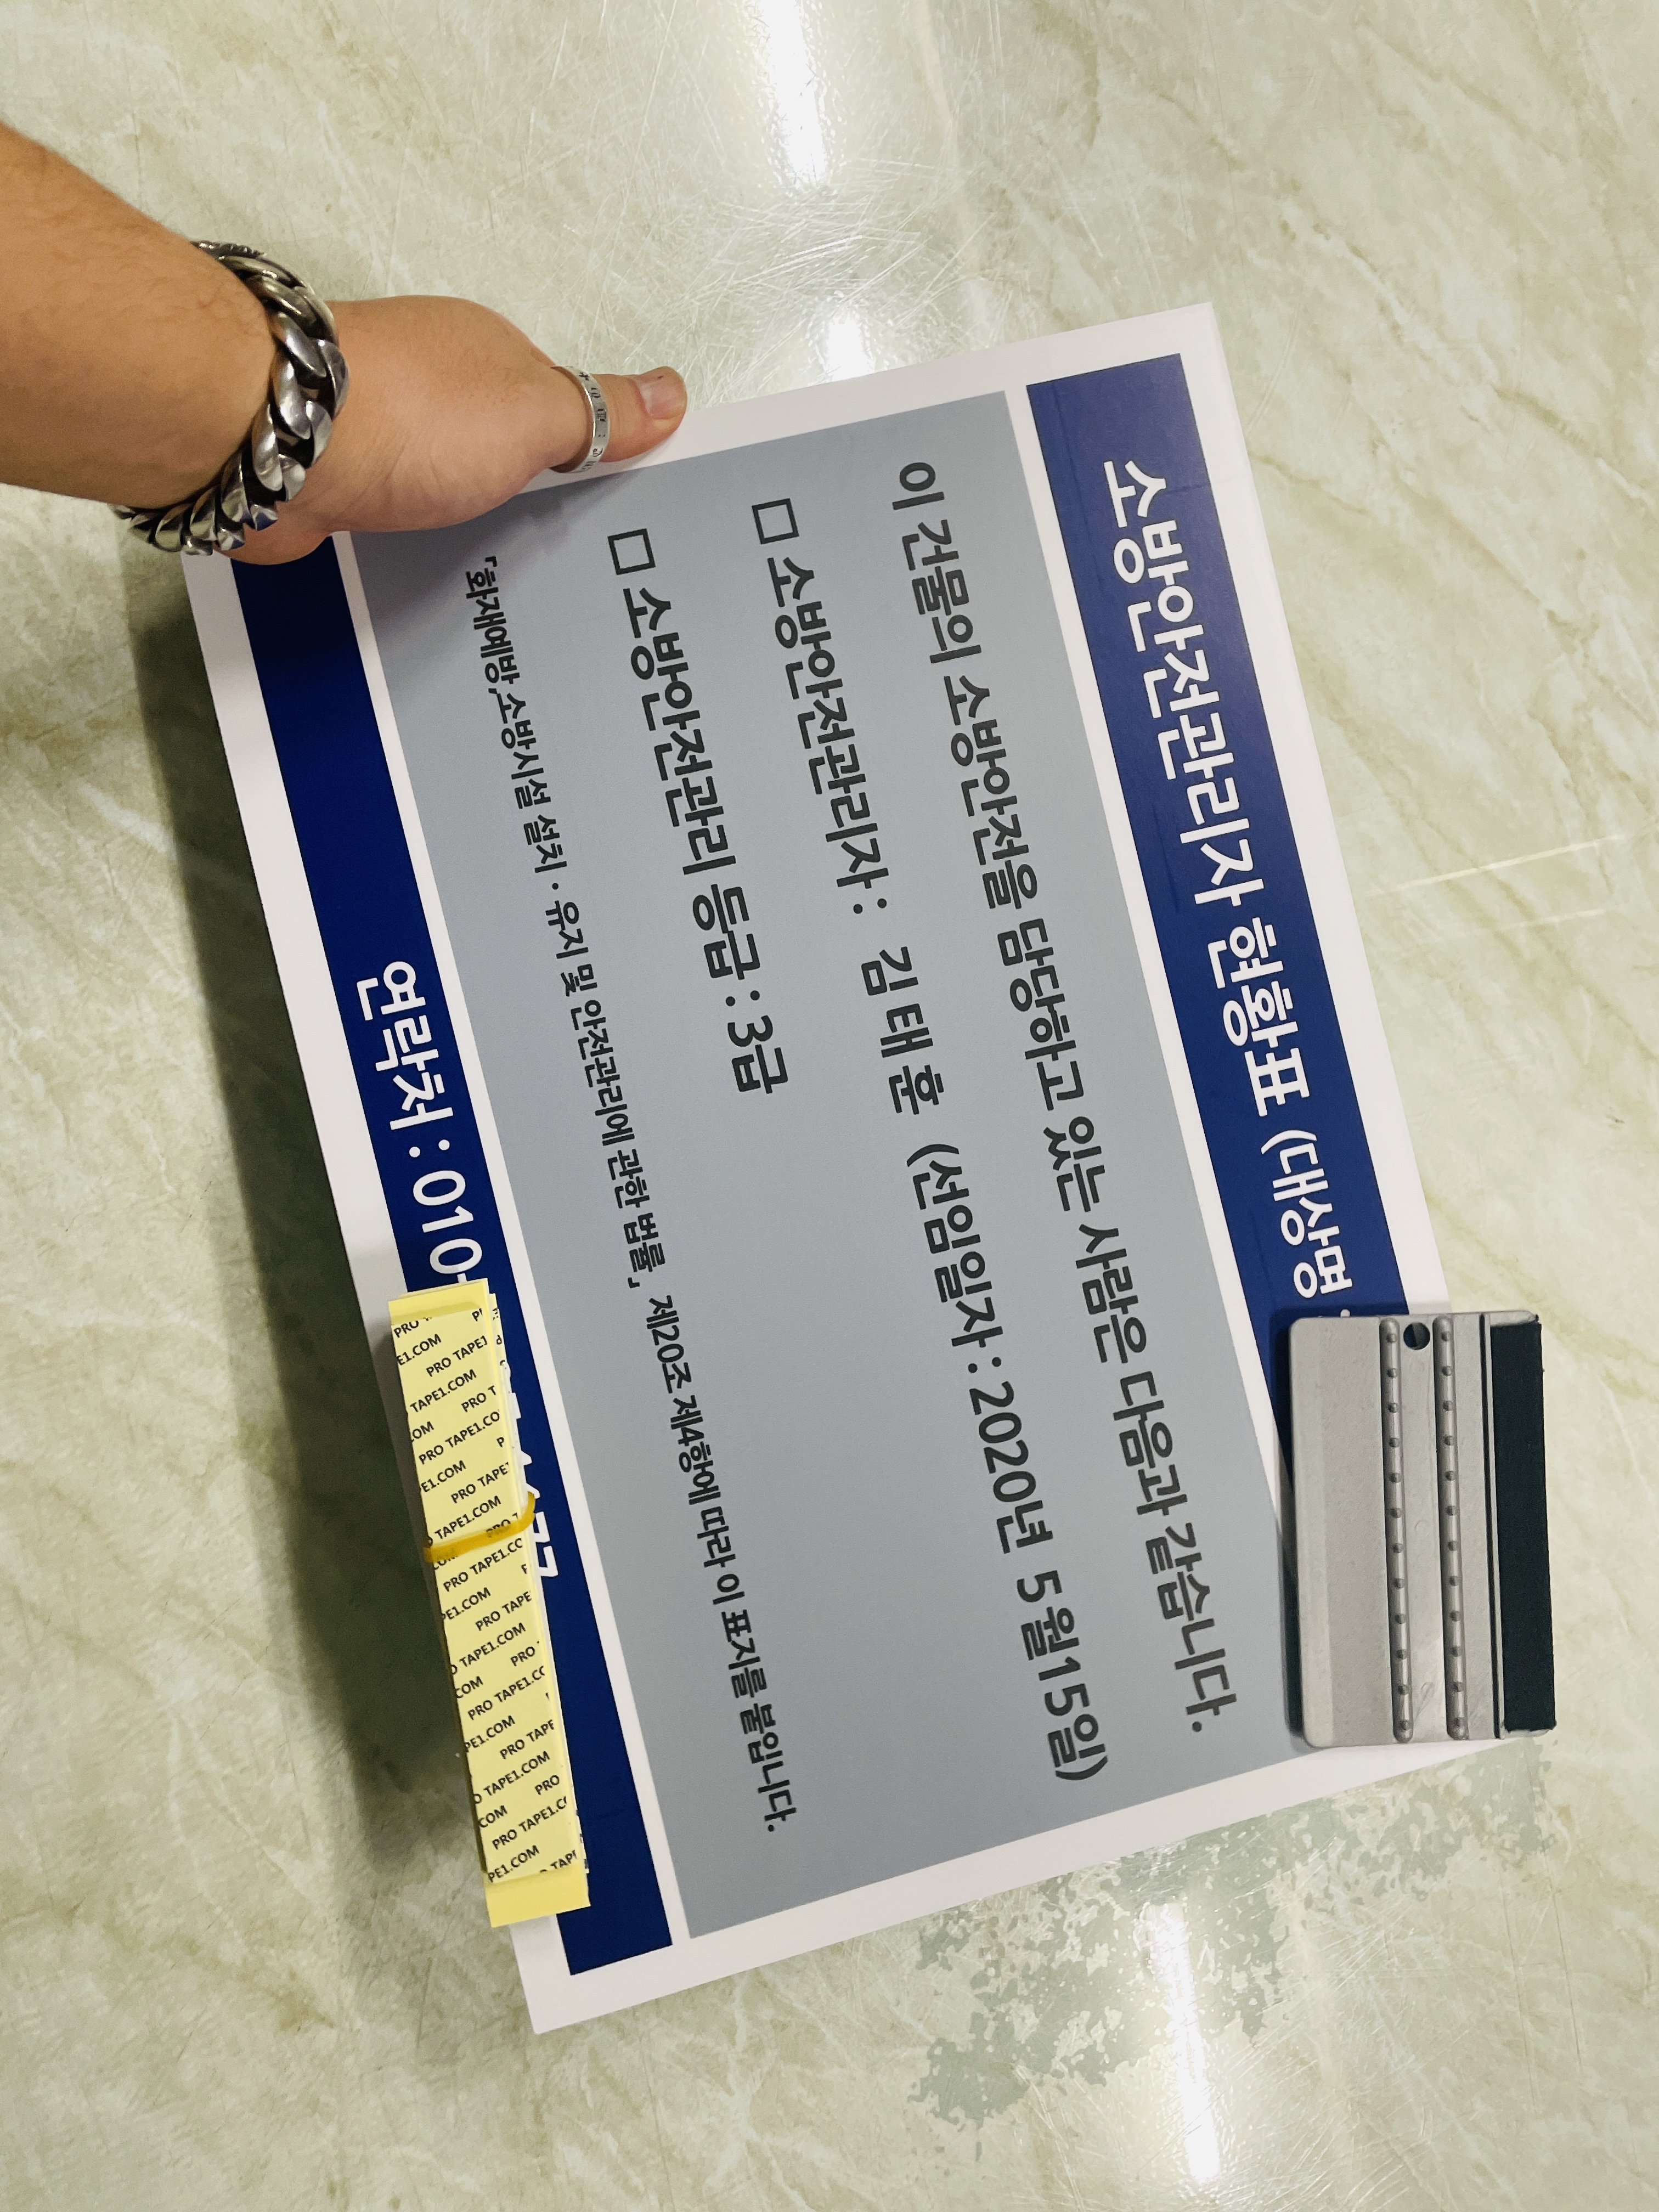 소방안전관리자 현황표 (대상명
이 건물의 소방안전을 담당하고 있는 사람은 다음과 같습니다.
□ 소방안전관리자 : 김 태 훈 (선임일자 : 2020년 5 월15일)
□ 소방안전관리 등급 : 3급
「화재예방,소방시설 설치 · 유지 및 안전관리에 관한 법률」 제20조 제4항에 따라 이 표지를 붙입니다.
연락처 : 010-
PRO TAPE1.COM